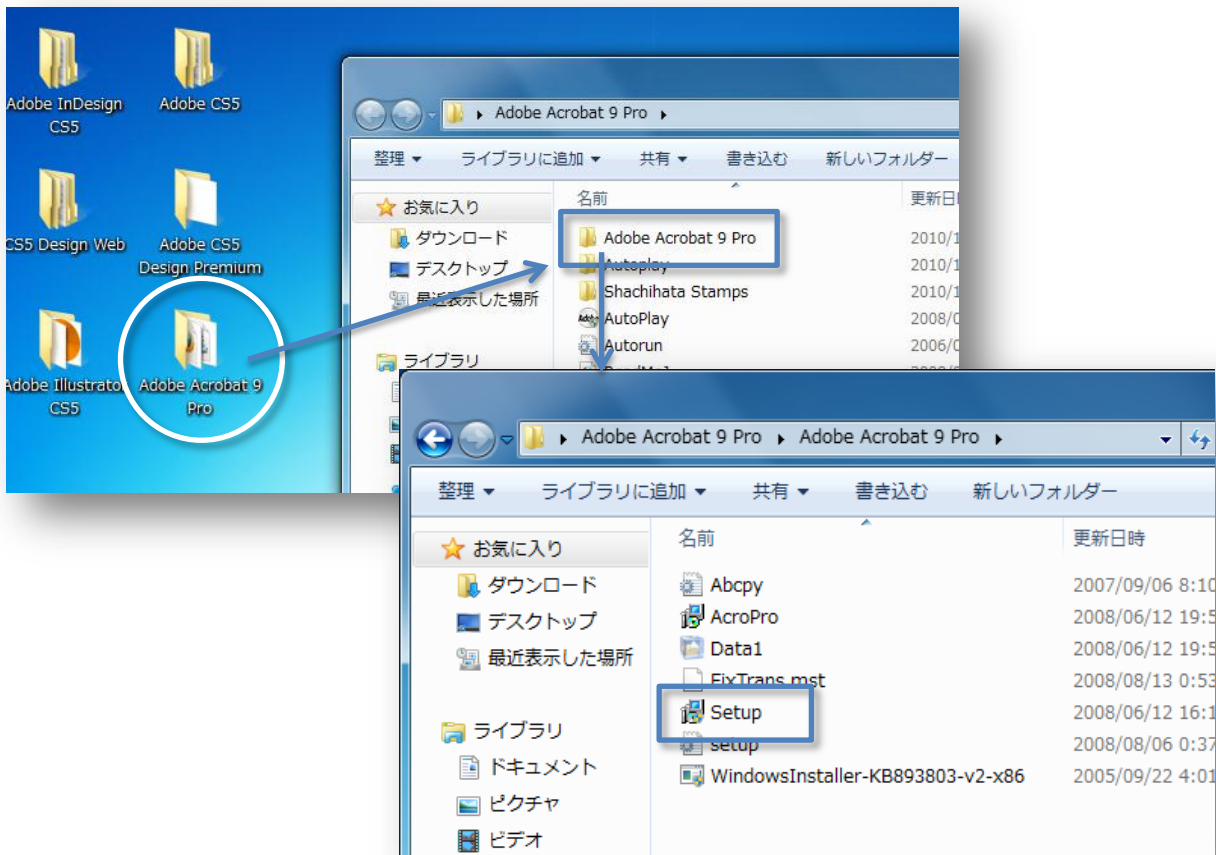 Adobe InDesign
CS5
Adobe CS5
CS5 Design Web
Adobe CS5
Design Premium
Adobe Illustrator
CS5
Adobe Acrobat 9
Pro
Adobe Acrobat 9 Pro
整理 ライブラリに追加 共有 書き込む 新しいフォルダー
名前 更新日
お気に入り
ダウンロード
デスクトップ
最近表示した場所
ライブラリ
Adobe Acrobat 9 Pro 2010/1
Autoplay 2010/1
Shachihata Stamps 2010/1
AutoPlay 2008/0
Autorun 2006/0
Adobe Acrobat 9 Pro Adobe Acrobat 9 Pro
整理 ライブラリに追加 共有 書き込む 新しいフォルダー
名前 更新日時
お気に入り
ダウンロード
デスクトップ
最近表示した場所
ライブラリ
ドキュメント
ピクチャ
ビデオ
Abcpy 2007/09/06 8:10
AcroPro 2008/06/12 19:5
Data1 2008/06/12 19:5
FixTrans.mst 2008/08/13 0:53
Setup 2008/06/12 16:1
setup 2008/08/06 0:37
WindowsInstaller-KB893803-v2-x86 2005/09/22 4:01